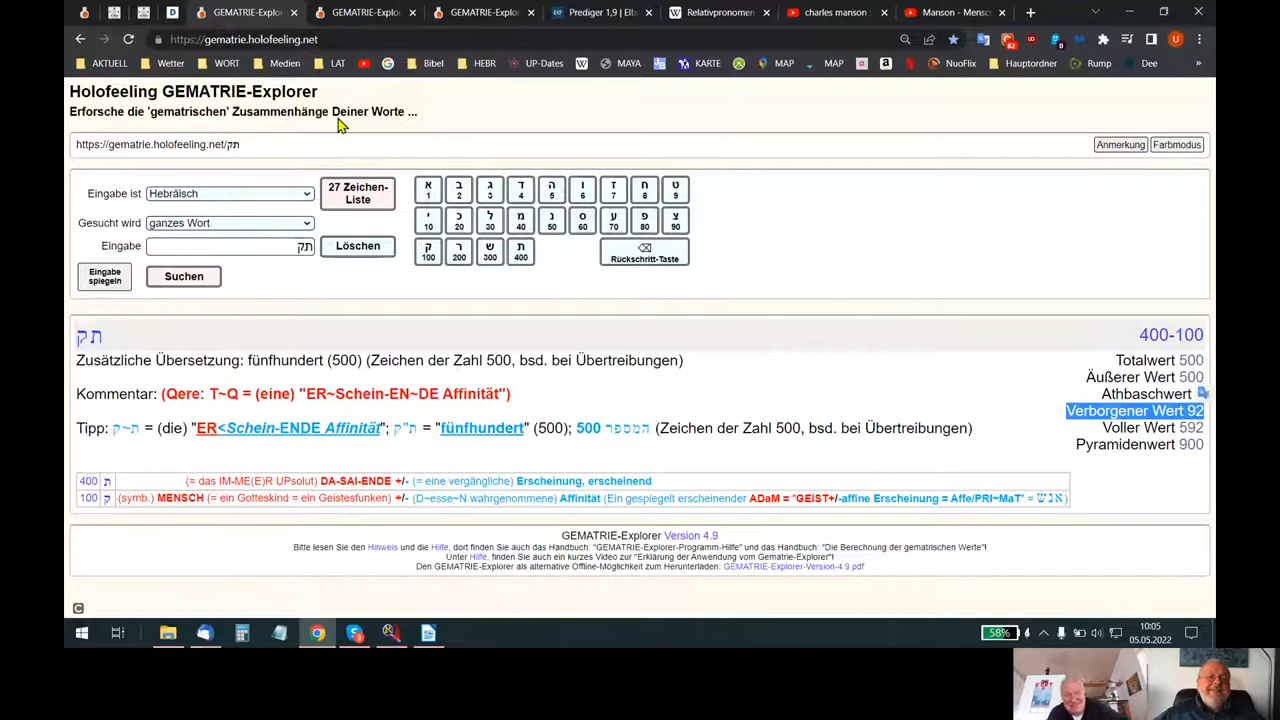 GEMATRIE-Explor
GEMATRIE-Explor
GEMATRIE-Explor
Prediger 1,9 | Elb
Relativpronomen
charles manson
Manson - Mensc
https://gematrie.holofeeling.net
AKTUELL Wetter WORT Medien LAT Bibel HEBR UP-Dates MAYA KARTE MAP MAP NuoFlix Hauptordner Rump Dee
Holofeeling GEMATRIE-Explorer
Erforsche die 'gematrischen' Zusammenhänge Deiner Worte ...
https://gematrie.holofeeling.net/תק
Anmerkung Farbmodus
Eingabe ist Hebräisch
27 Zeichen-Liste
Gesucht wird ganzes Wort
Eingabe תק Löschen
Eingabe spiegeln Suchen
א ב ג ד ה ו ז ח ט
1 2 3 4 5 6 7 8 9
י כ ל מ נ ס ע פ צ
10 20 30 40 50 60 70 80 90
ק ר ש ת
100 200 300 400
Rückschritt-Taste
תק 400-100
Zusätzliche Übersetzung: fünfhundert (500) (Zeichen der Zahl 500, bsd. bei Übertreibungen)
Kommentar: (Qere: T~Q = (eine) "ER~Schein-EN~DE Affinität")
Tipp: ת~ק = (die) "ER<Schein-ENDE Affinität"; ת"ק = "fünfhundert" (500); המספר 500 (Zeichen der Zahl 500, bsd. bei Übertreibungen)
Totalwert 500
Äußerer Wert 500
Athbaschwert
Verborgener Wert 92
Voller Wert 592
Pyramidenwert 900
400 ת (= das IM-ME(E)R UPsolut) DA-SAI-ENDE +/- (= eine vergängliche) Erscheinung, erscheinend
100 ק (symb.) MENSCH (= ein Gotteskind = ein Geistesfunken) +/- (D~esse~N wahrgenommene) Affinität (Ein gespiegelt erscheinender ADaM = "GEIST+/-affine Erscheinung = Affe/PRI~MaT" = אנש)
GEMATRIE-Explorer Version 4.9
Bitte lesen Sie den Hinweis und die Hilfe, dort finden Sie auch das Handbuch: "GEMATRIE-Explorer-Programm-Hilfe" und das Handbuch: "Die Berechnung der gematrischen Werte"!
Unter Hilfe, finden Sie auch ein kurzes Video zur "Erklärung der Anwendung vom Gematrie-Explorer"!
Den GEMATRIE-Explorer als alternative Offline-Möglichkeit zum Herunterladen: GEMATRIE-Explorer-Version-4.9.pdf
58%
10:05
05.05.2022